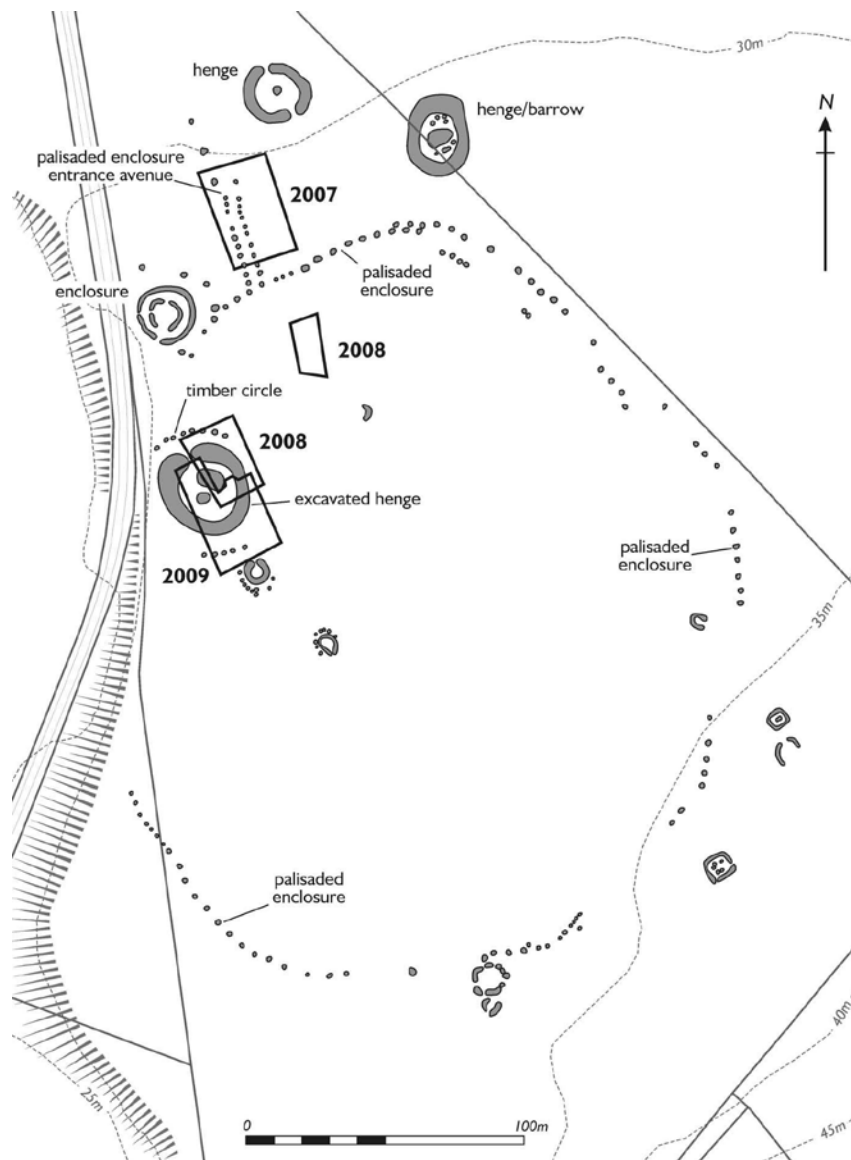 30m
henge
henge/barrow
N
palisaded enclosure
entrance avenue
2007
enclosure
palisaded
enclosure
2008
timber circle
2008
excavated henge
palisaded
enclosure
2009
35m
palisaded
enclosure
40m
25m
0
100m
45m